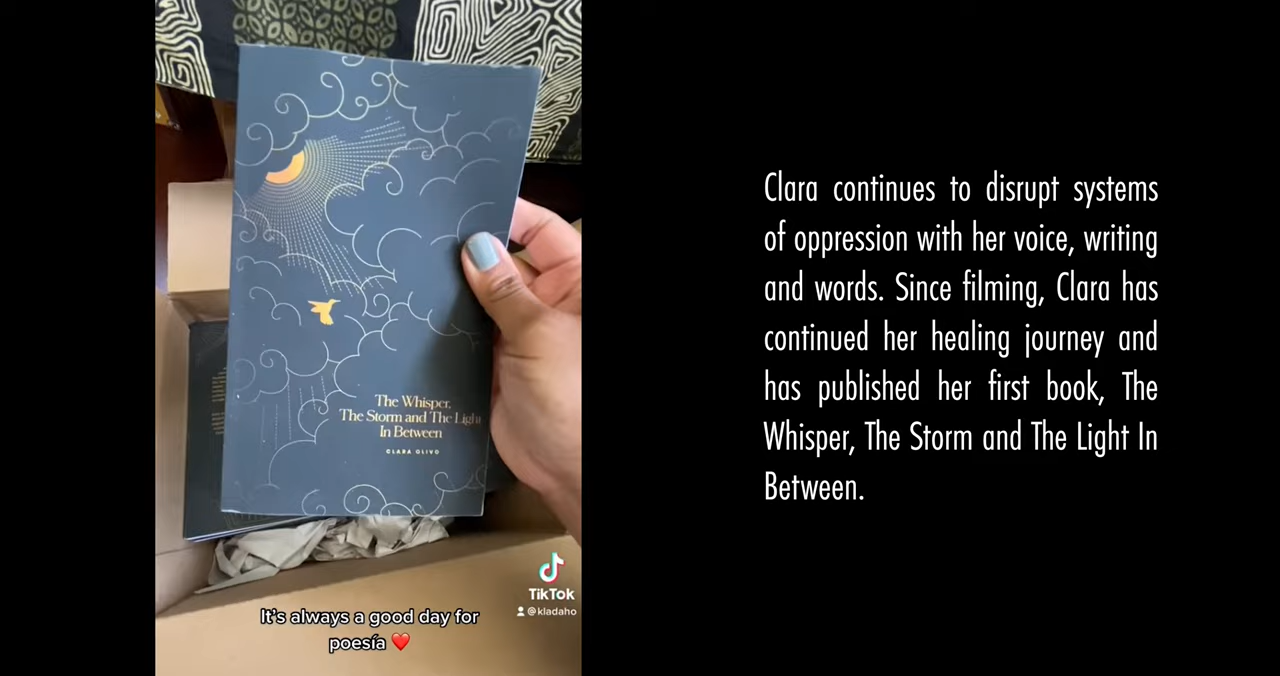 The Whisper,
The Storm and The Light
In Between
CLARA OLIVO
TikTok
@kladaho
It's always a good day for
poesía ❤️
Clara continues to disrupt systems
of oppression with her voice, writing
and words. Since filming, Clara has
continued her healing journey and
has published her first book, The
Whisper, The Storm and The Light In
Between.